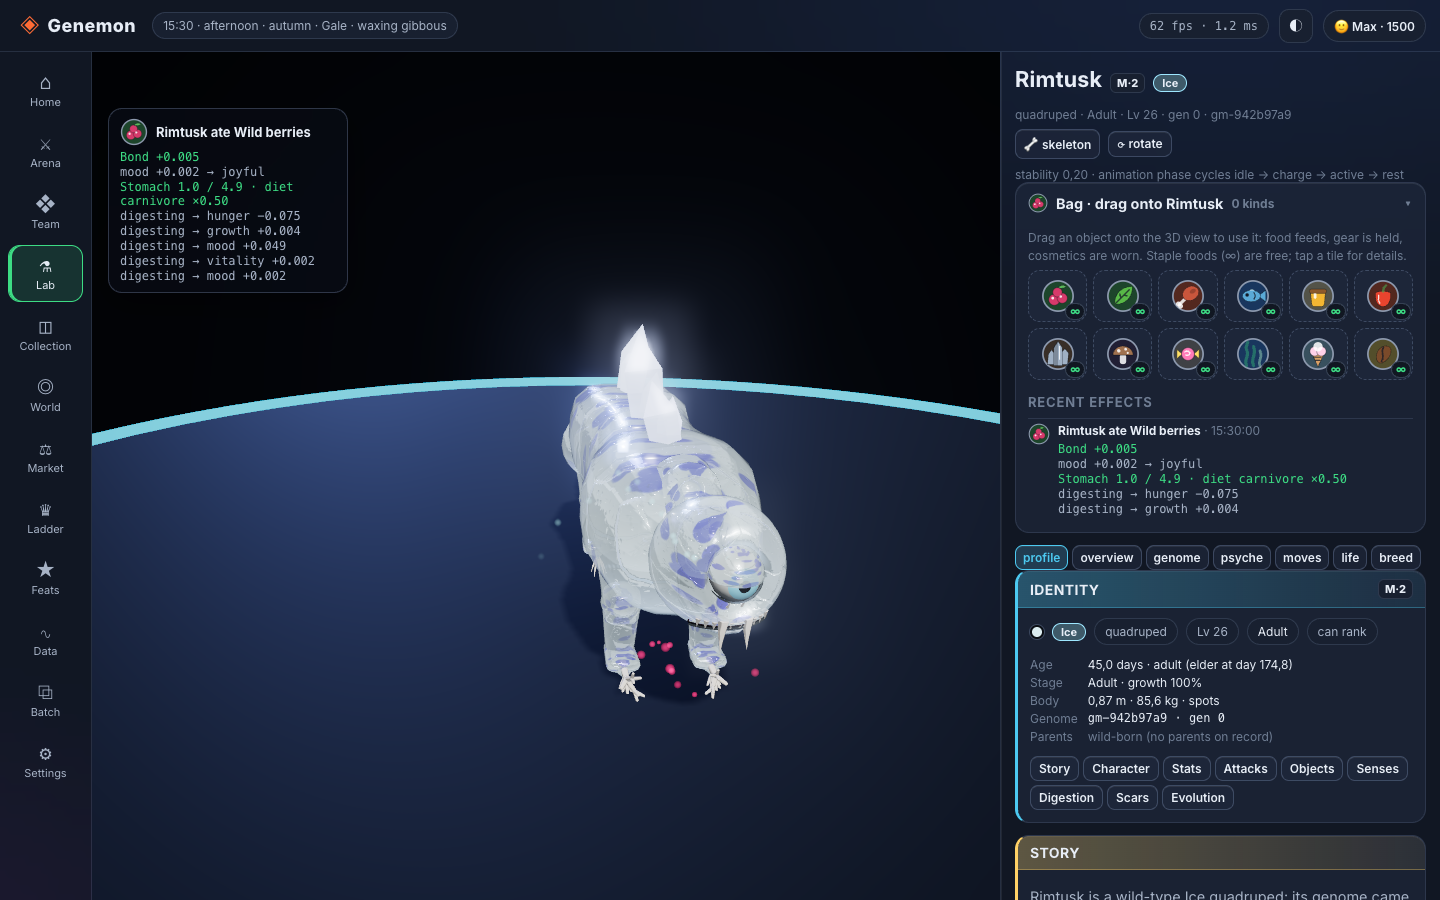 Genemon
15:30 · afternoon · autumn · Gale · waxing gibbous
62 fps · 1.2 ms
Max · 1500
Home
Arena
Team
Lab
Collection
World
Market
Ladder
Feats
Data
Batch
Settings
Rimtusk ate Wild berries
Bond +0.005
mood +0.002 → joyful
Stomach 1.0 / 4.9 · diet
carnivore ×0.50
digesting → hunger −0.075
digesting → growth +0.004
digesting → mood +0.049
digesting → vitality +0.002
digesting → mood +0.002
Rimtusk M·2 Ice
quadruped · Adult · Lv 26 · gen 0 · gm-942b97a9
skeleton
rotate
stability 0,20 · animation phase cycles idle → charge → active → rest
Bag · drag onto Rimtusk 0 kinds
Drag an object onto the 3D view to use it: food feeds, gear is held,
cosmetics are worn. Staple foods (∞) are free; tap a tile for details.
∞ ∞ ∞ ∞ ∞ ∞
∞ ∞ ∞ ∞ ∞ ∞
RECENT EFFECTS
Rimtusk ate Wild berries · 15:30:00
Bond +0.005
mood +0.002 → joyful
Stomach 1.0 / 4.9 · diet carnivore ×0.50
digesting → hunger −0.075
digesting → growth +0.004
profile overview genome psyche moves life breed
IDENTITY M·2
Ice quadruped Lv 26 Adult can rank
Age 45,0 days · adult (elder at day 174,8)
Stage Adult · growth 100%
Body 0,87 m · 85,6 kg · spots
Genome gm-942b97a9 · gen 0
Parents wild-born (no parents on record)
Story Character Stats Attacks Objects Senses
Digestion Scars Evolution
STORY
Rimtusk is a wild-type Ice quadruped: its genome came